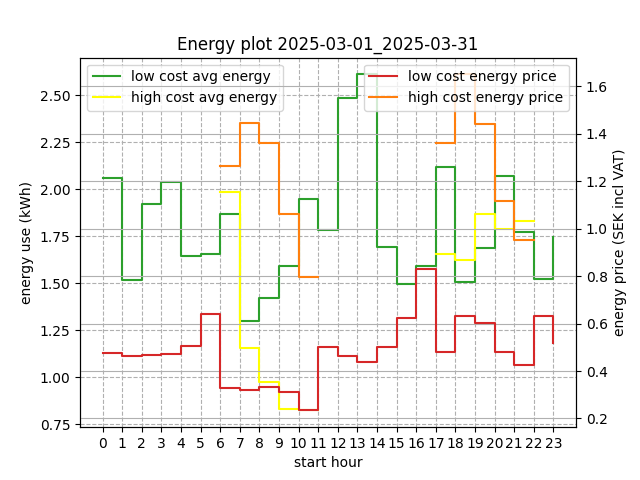 Energy plot 2025-03-01_2025-03-31
low cost avg energy
high cost avg energy
low cost energy price
high cost energy price
energy use (kWh)
2.50
2.25
2.00
1.75
1.50
1.25
1.00
0.75
1.6
1.4
1.2
1.0
0.8
0.6
0.4
0.2
energy price (SEK incl VAT)
0 1 2 3 4 5 6 7 8 9 10 11 12 13 14 15 16 17 18 19 20 21 22 23
start hour